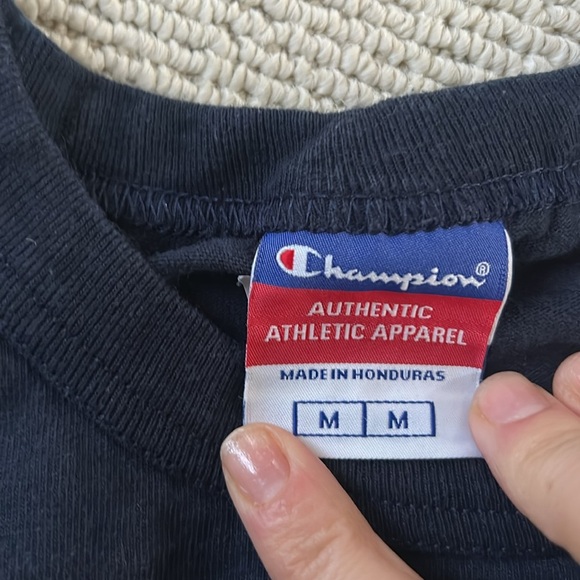 Champion®
AUTHENTIC
ATHLETIC APPAREL
MADE IN HONDURAS
M M